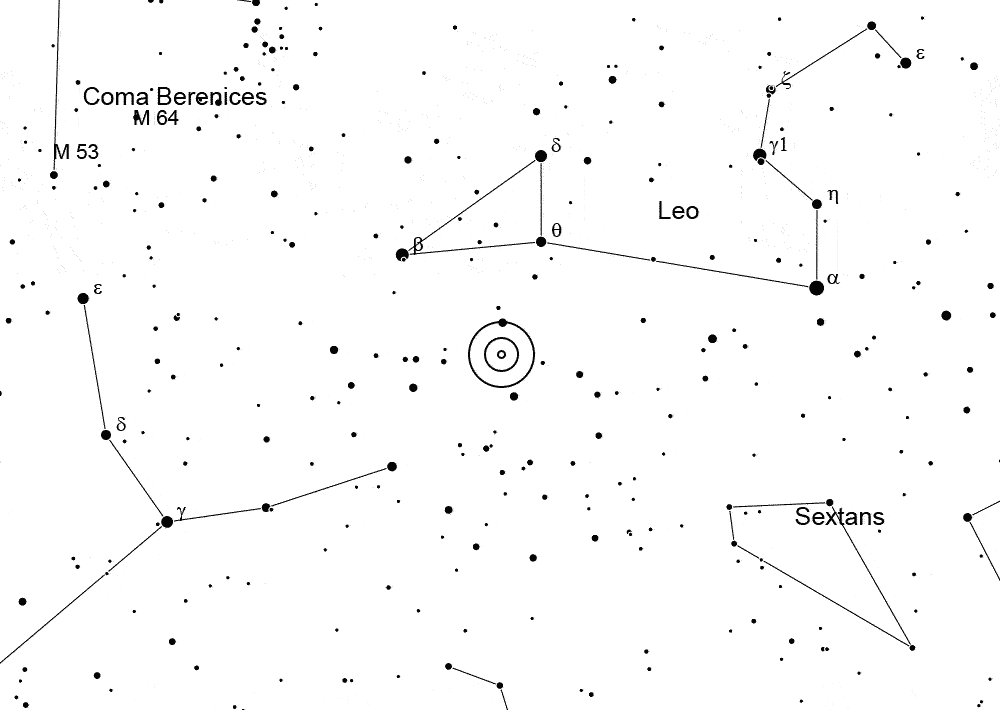 ε
ζ
Coma Berenices
M 64
γ1
δ
M 53
η
Leo
θ
β
α
ε
δ
γ
Sextans